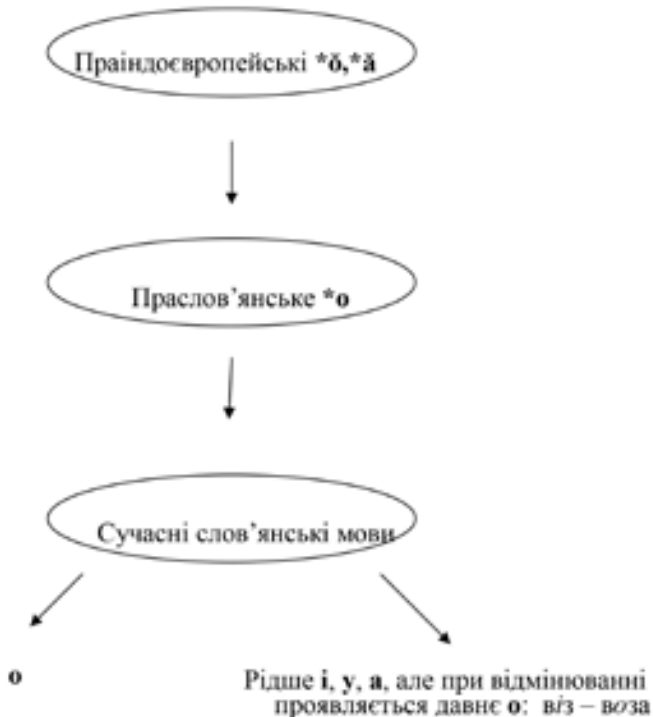 Праіндоєвропейські *ŏ,*ă
Праслов’янське *о
Сучасні слов’янські мови
о
Рідше і, у, а, але при відмінюванні
проявляється давнє о: віз – воза